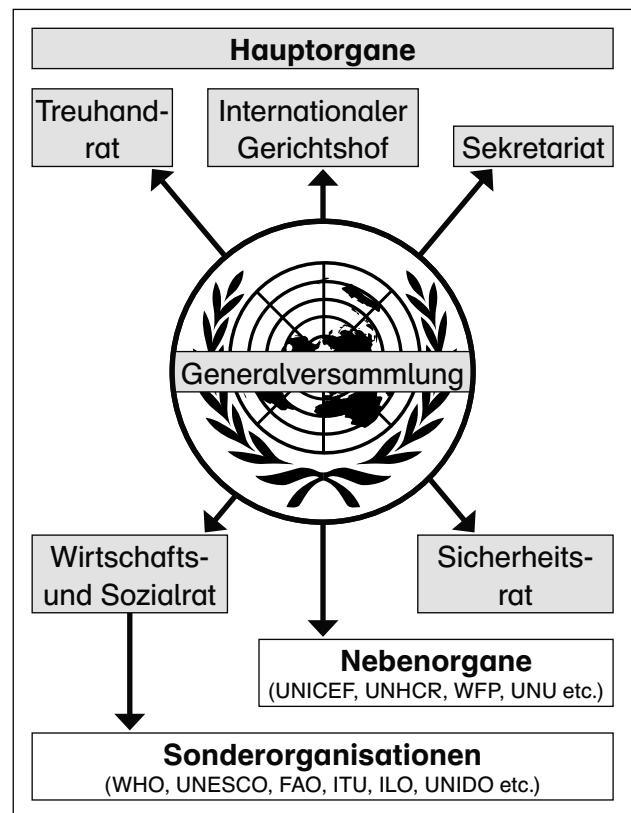 Hauptorgane
Treuhand-
rat
Internationaler
Gerichtshof
Sekretariat
Generalversammlung
Wirtschafts-
und Sozialrat
Sicherheits-
rat
Nebenorgane
(UNICEF, UNHCR, WFP, UNU etc.)
Sonderorganisationen
(WHO, UNESCO, FAO, ITU, ILO, UNIDO etc.)